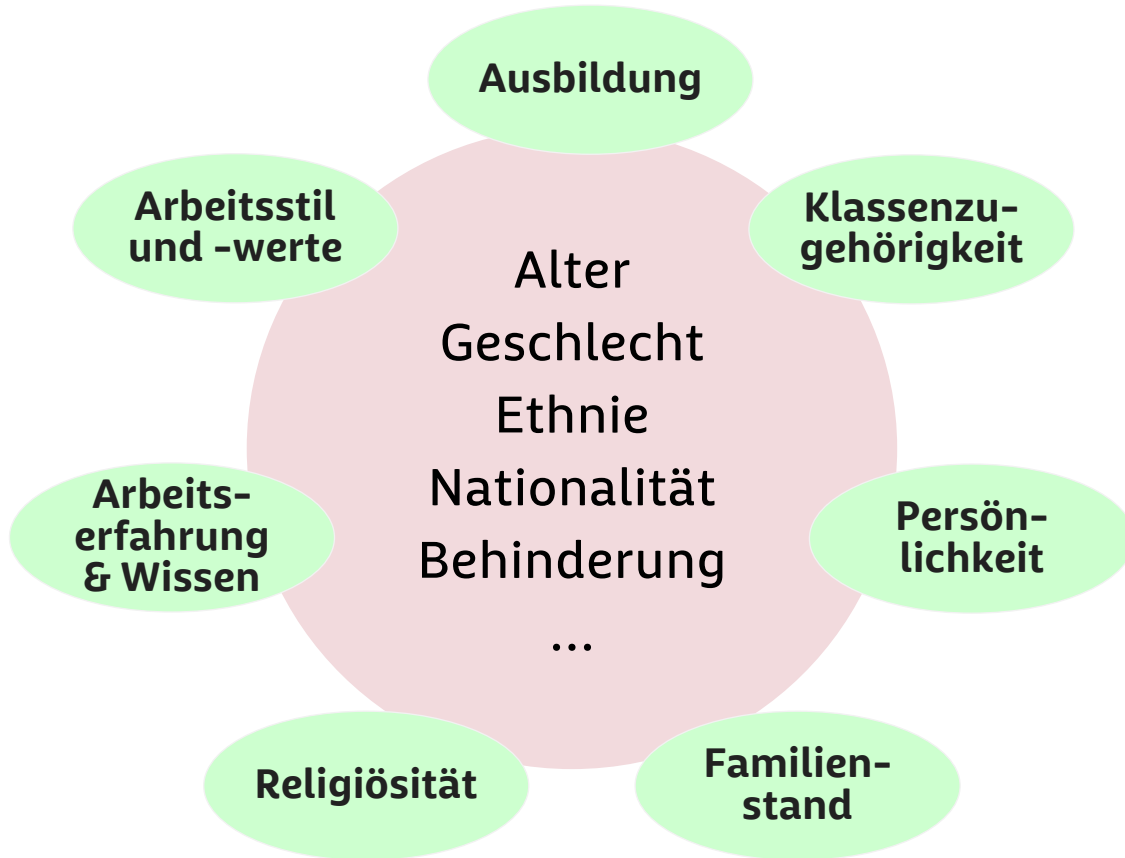 Ausbildung
Arbeitsstil
und -werte
Klassenzu-
gehörigkeit
Alter
Geschlecht
Ethnie
Nationalität
Behinderung
...
Arbeits-
erfahrung
& Wissen
Persön-
lichkeit
Religiösität
Familien-
stand